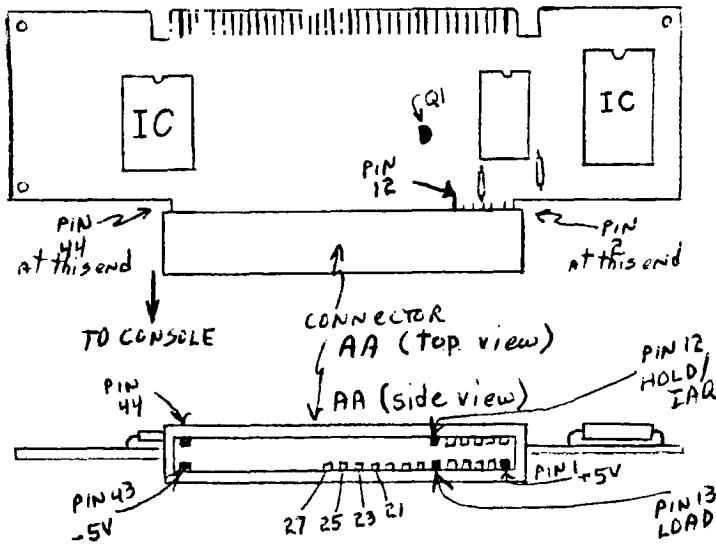 IC
Q1
IC
PIN
12
PIN
44
At this end
PIN
2
At this end
TO CONSOLE
CONNECTOR
AA (top view)
PIN 12
HOLD/
IAQ
PIN
44
AA (side view)
PIN 43
-5V
27 25 23 21
PIN 1
+5V
PIN 13
LOAD